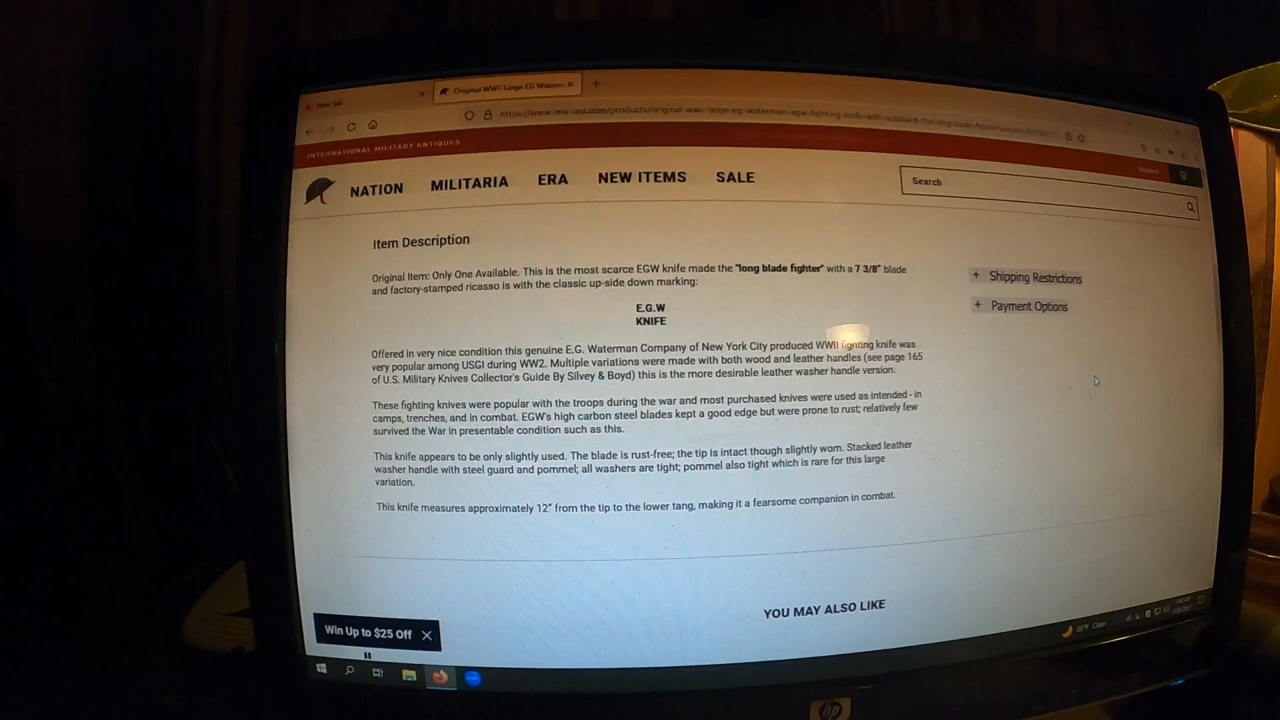 New Tab
Original WWII Large EG Waterm
INTERNATIONAL MILITARY ANTIQUES
NATION MILITARIA ERA NEW ITEMS SALE
Search
Item Description
Original Item: Only One Available. This is the most scarce EGW knife made the "long blade fighter" with a 7 3/8" blade
and factory-stamped ricasso is with the classic up-side down marking:
E.G.W
KNIFE
Offered in very nice condition this genuine E.G. Waterman Company of New York City produced WWII fighting knife was
very popular among USGI during WW2. Multiple variations were made with both wood and leather handles (see page 165
of U.S. Military Knives Collector's Guide By Silvey & Boyd) this is the more desirable leather washer handle version.
These fighting knives were popular with the troops during the war and most purchased knives were used as intended - in
camps, trenches, and in combat. EGW's high carbon steel blades kept a good edge but were prone to rust; relatively few
survived the War in presentable condition such as this.
This knife appears to be only slightly used. The blade is rust-free; the tip is intact though slightly worn. Stacked leather
washer handle with steel guard and pommel; all washers are tight; pommel also tight which is rare for this large
variation.
This knife measures approximately 12" from the tip to the lower tang, making it a fearsome companion in combat.
+ Shipping Restrictions
+ Payment Options
YOU MAY ALSO LIKE
Win Up to $25 Off
Clear
hp